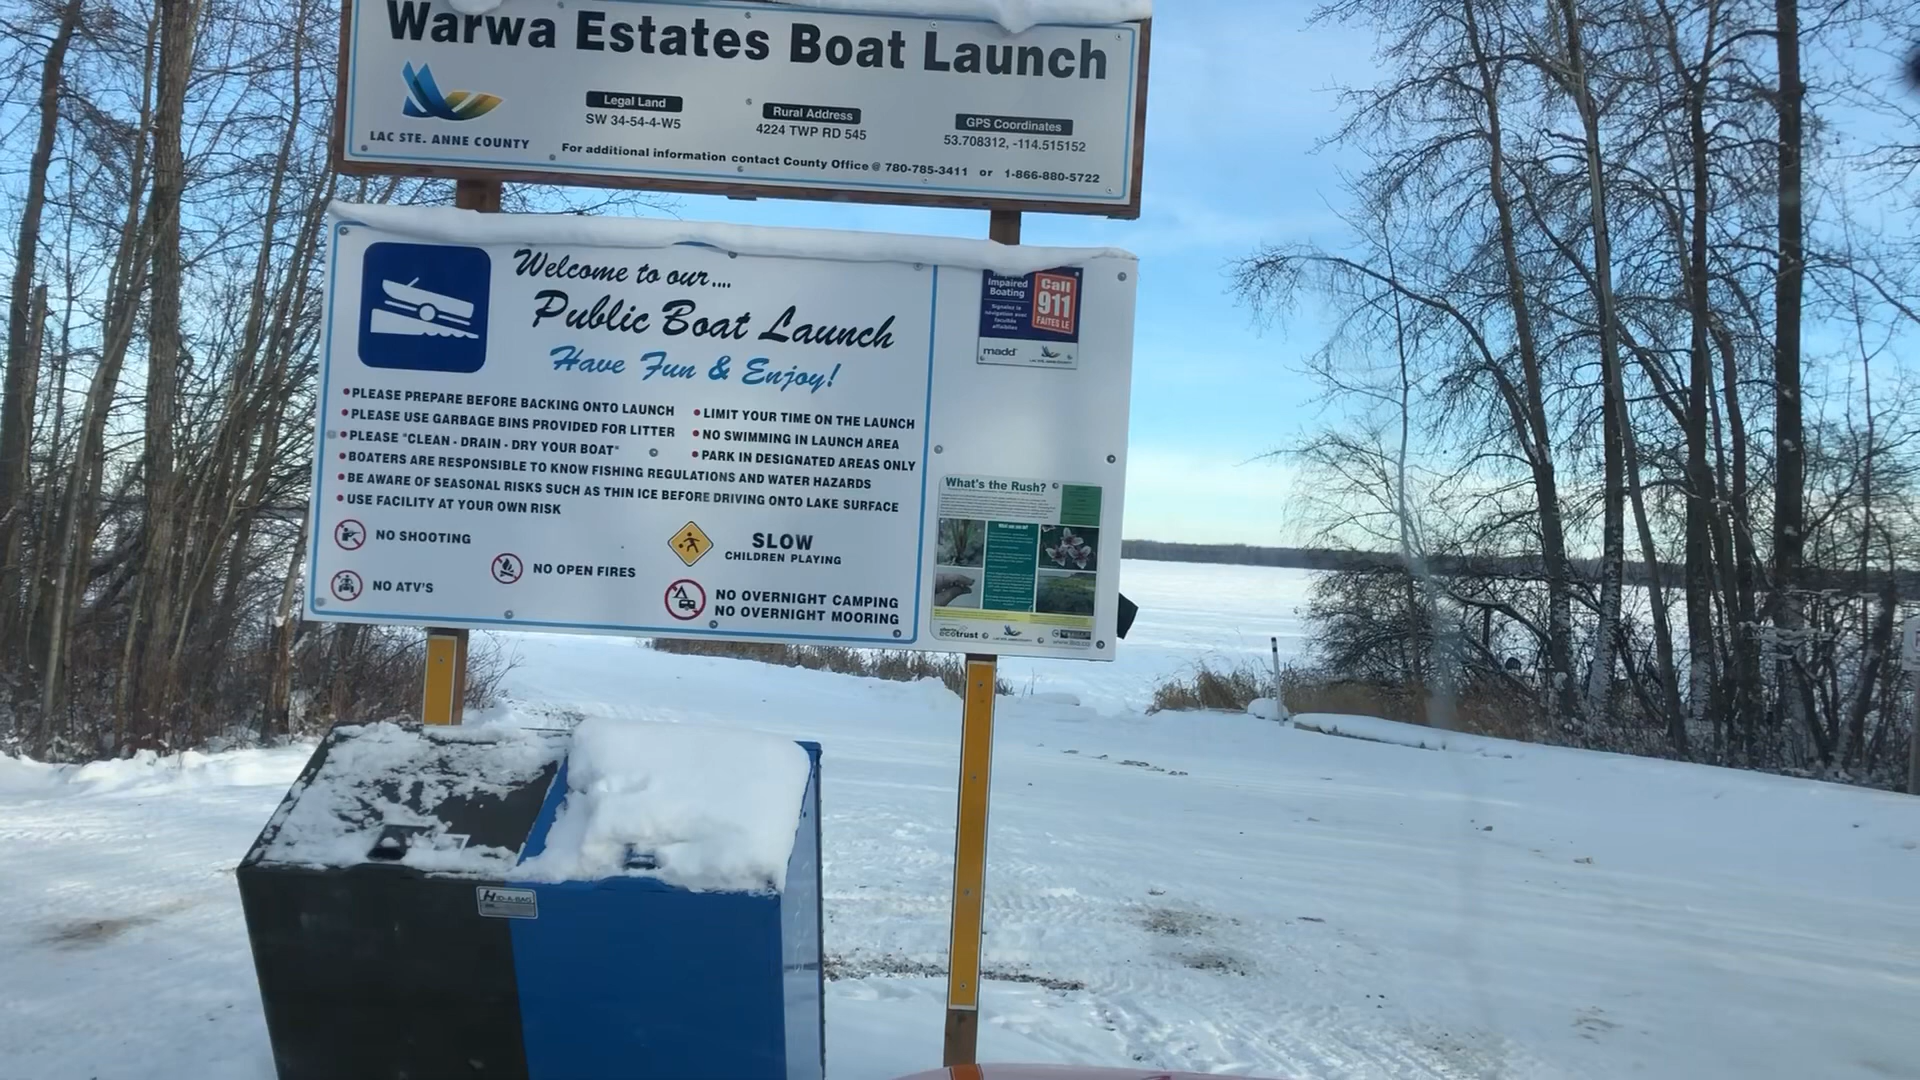 Warwa Estates Boat Launch
LAC STE. ANNE COUNTY
Legal Land
SW 34-54-4-W5
Rural Address
4224 TWP RD 545
GPS Coordinates
53.708312, -114.515152
For additional information contact County Office @ 780-785-3411 or 1-866-880-5722
Welcome to our....
Public Boat Launch
Have Fun & Enjoy!
• PLEASE PREPARE BEFORE BACKING ONTO LAUNCH
• PLEASE USE GARBAGE BINS PROVIDED FOR LITTER
• PLEASE "CLEAN - DRAIN - DRY YOUR BOAT"
• LIMIT YOUR TIME ON THE LAUNCH
• NO SWIMMING IN LAUNCH AREA
• PARK IN DESIGNATED AREAS ONLY
• BOATERS ARE RESPONSIBLE TO KNOW FISHING REGULATIONS AND WATER HAZARDS
• BE AWARE OF SEASONAL RISKS SUCH AS THIN ICE BEFORE DRIVING ONTO LAKE SURFACE
• USE FACILITY AT YOUR OWN RISK
NO SHOOTING
NO ATV'S
NO OPEN FIRES
SLOW
CHILDREN PLAYING
NO OVERNIGHT CAMPING
NO OVERNIGHT MOORING
Impaired
Boating
Call
911
FAITES LE
madd
What's the Rush?
ecotrust